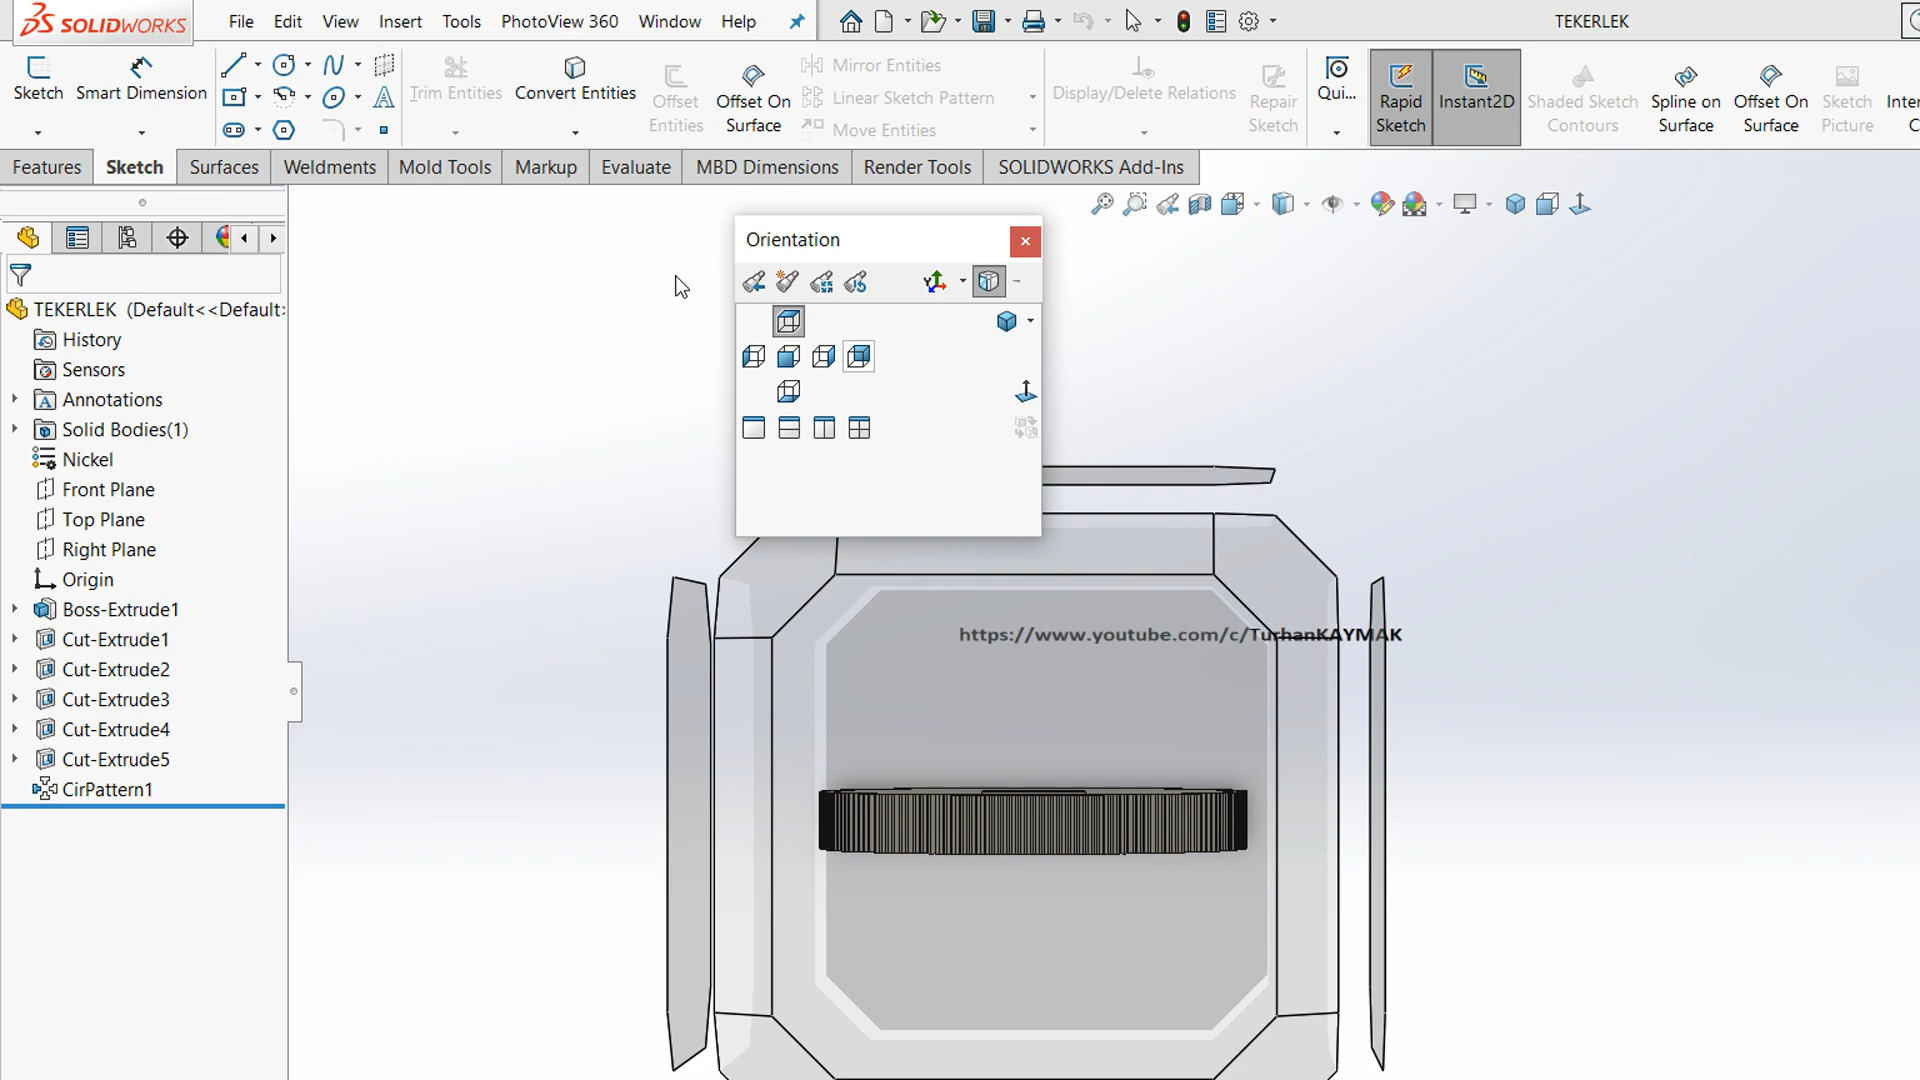 SOLIDWORKS File Edit View Insert Tools PhotoView 360 Window Help TEKERLEK
Sketch Smart Dimension Trim Entities Convert Entities Offset Entities Offset On Surface Mirror Entities Linear Sketch Pattern Move Entities Display/Delete Relations Repair Sketch Qui... Rapid Sketch Instant2D Shaded Sketch Contours Spline on Surface Offset On Surface Sketch Picture
Features Sketch Surfaces Weldments Mold Tools Markup Evaluate MBD Dimensions Render Tools SOLIDWORKS Add-Ins
Orientation
TEKERLEK (Default<<Default>
History
Sensors
Annotations
Solid Bodies(1)
Nickel
Front Plane
Top Plane
Right Plane
Origin
Boss-Extrude1
Cut-Extrude1
Cut-Extrude2
Cut-Extrude3
Cut-Extrude4
Cut-Extrude5
CirPattern1
https://www.youtube.com/c/TurhanKAYMAK